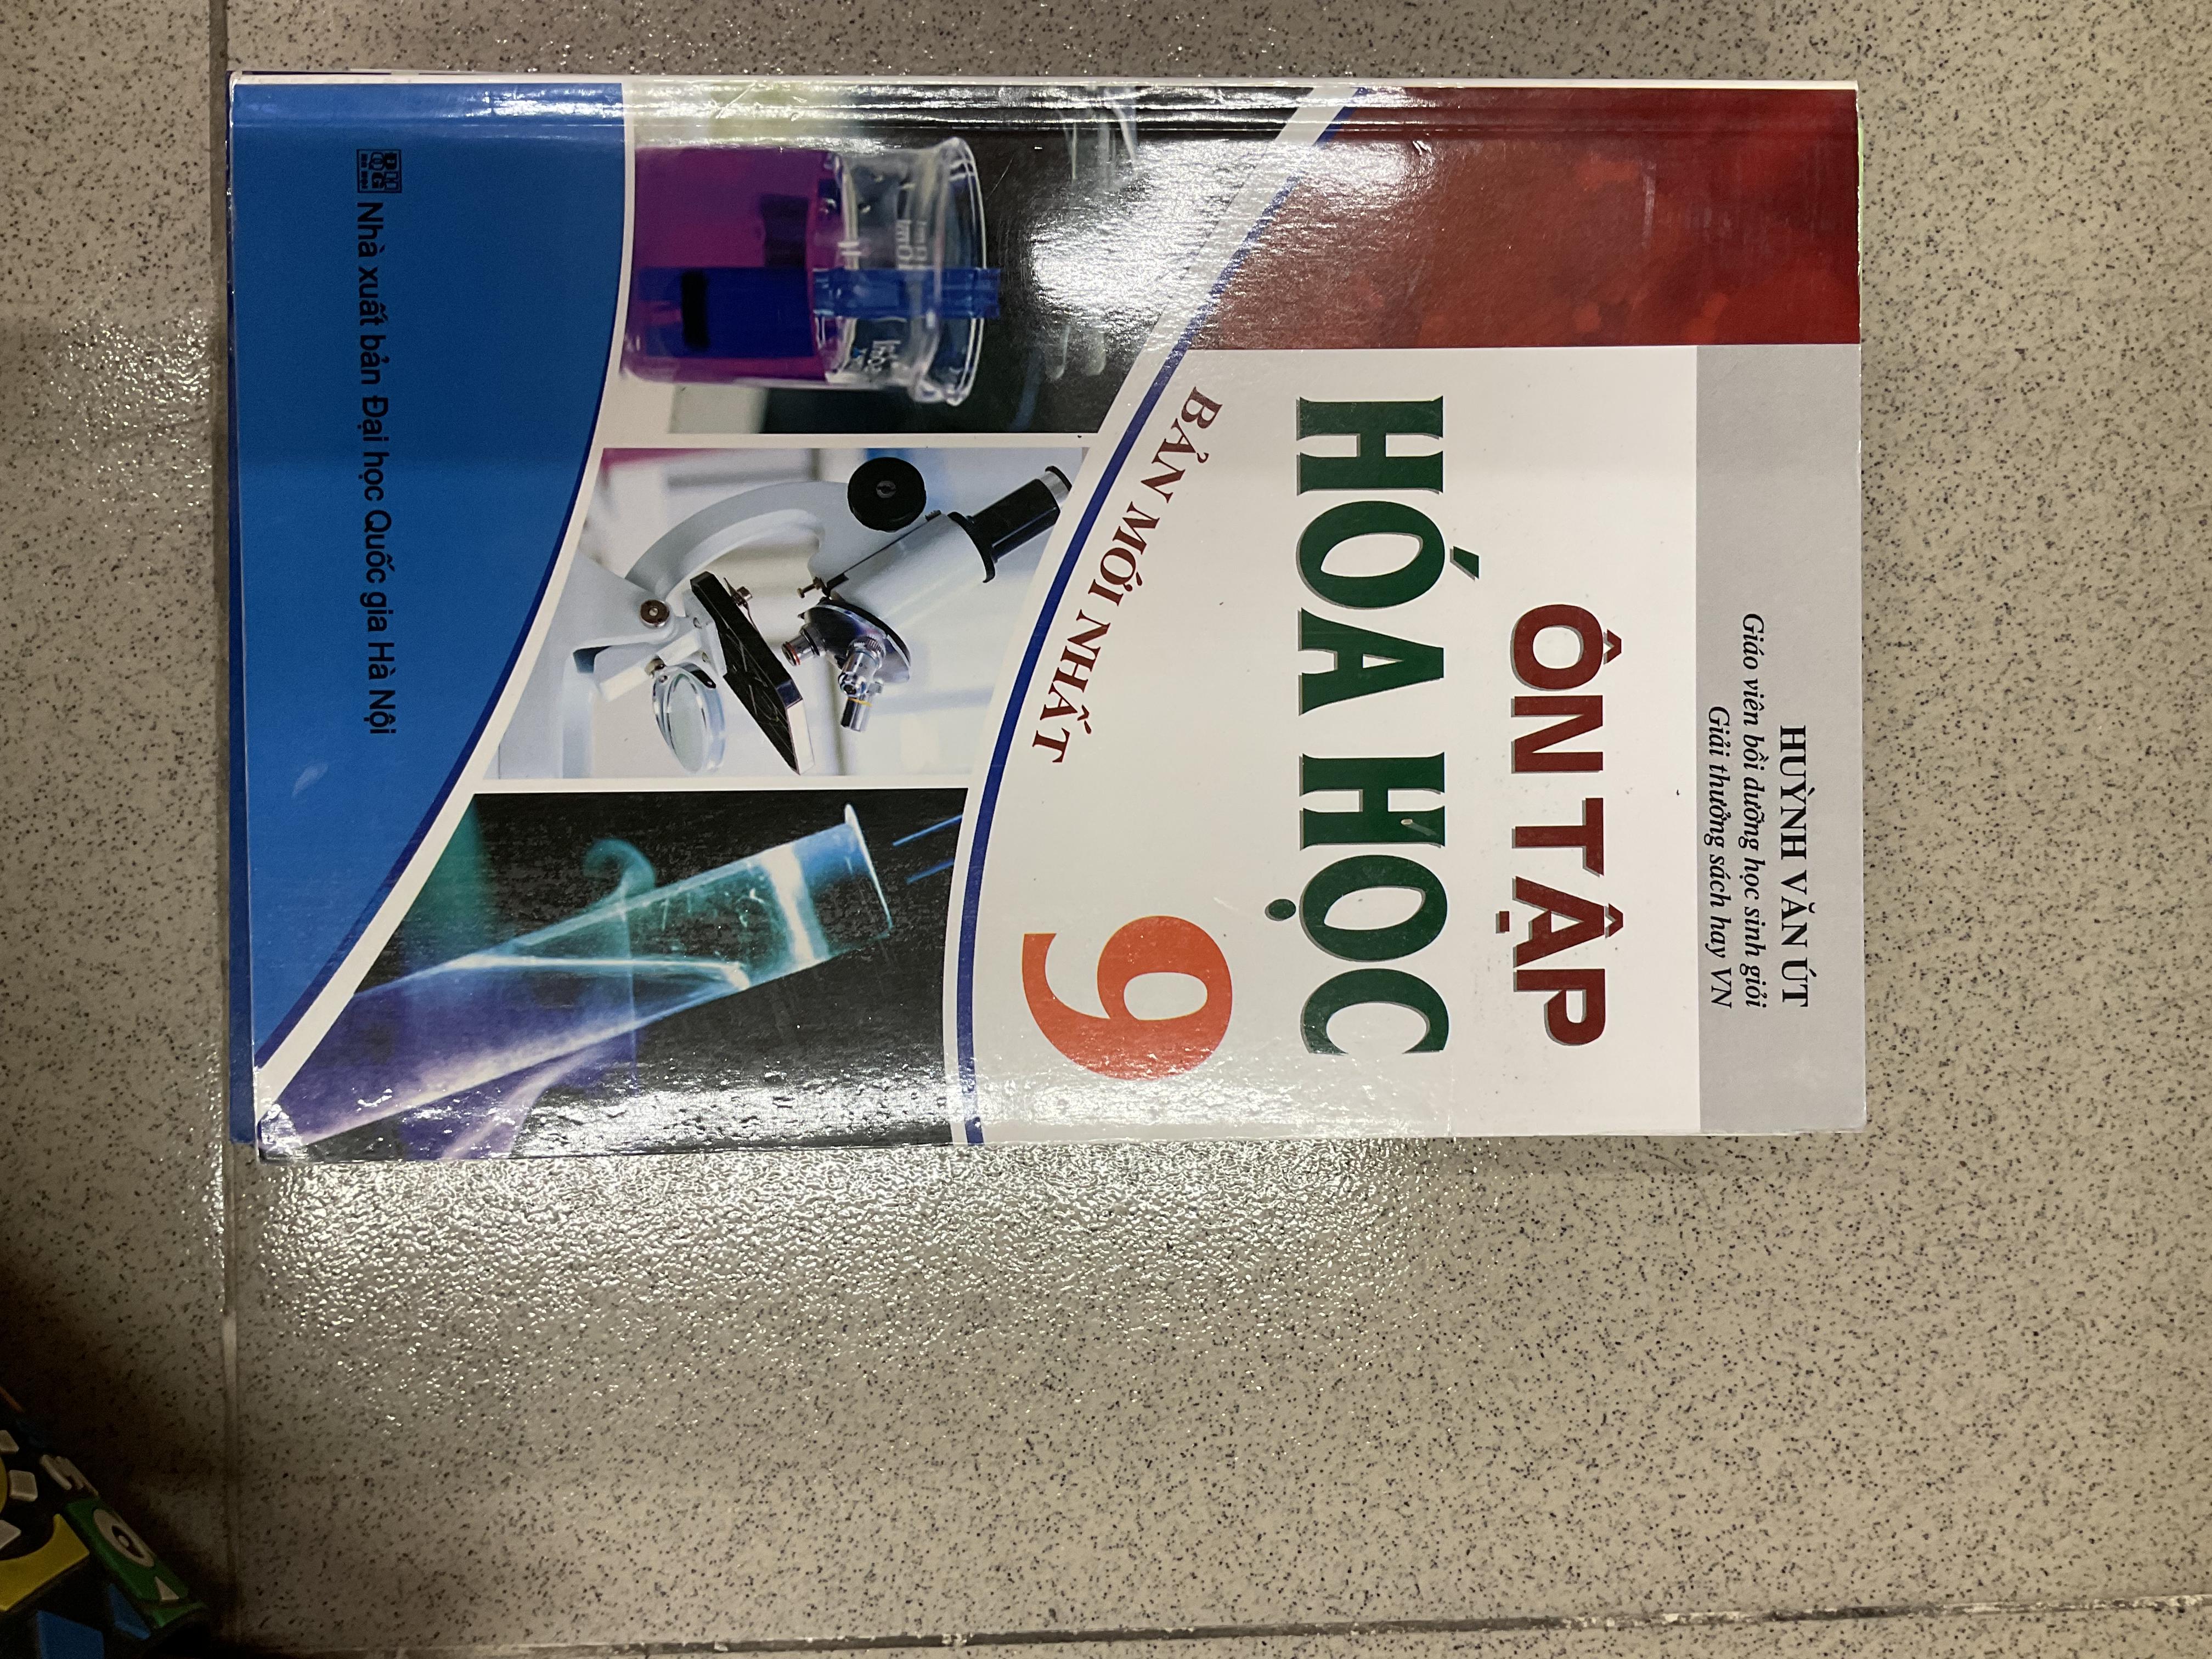 HUỲNH VĂN ÚT
Giáo viên bồi dưỡng học sinh giỏi
Giải thưởng sách hay VN
ÔN TẬP
HÓA HỌC
9
BẢN MỚI NHẤT
Nhà xuất bản Đại học Quốc gia Hà Nội